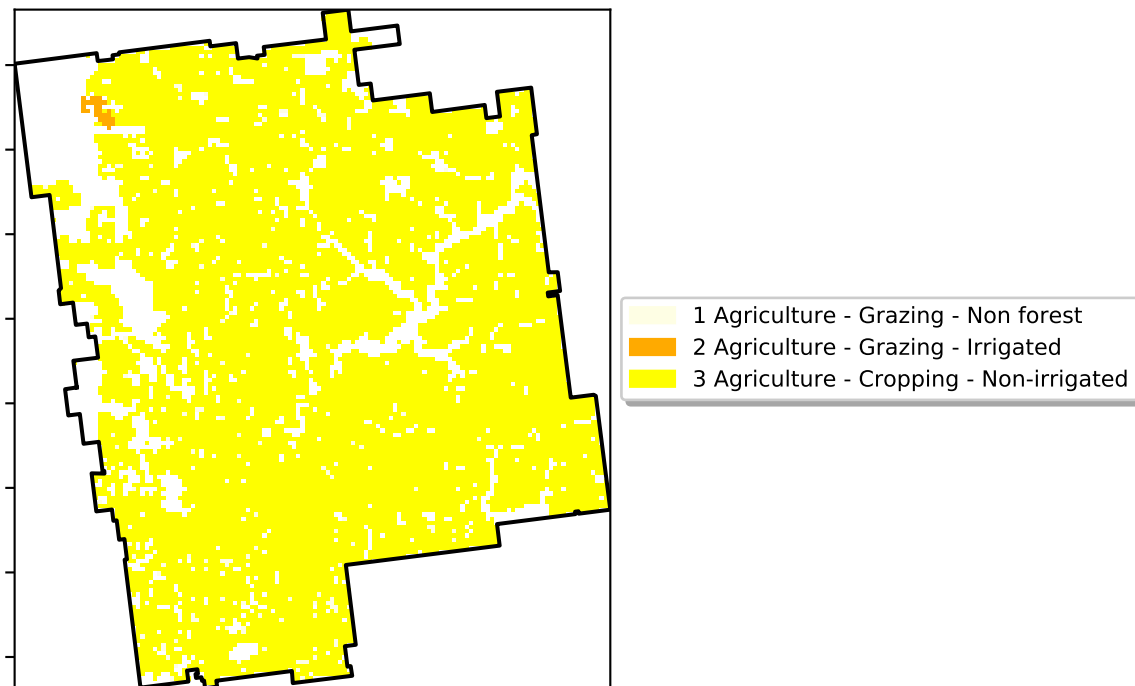 1 Agriculture - Grazing - Non forest
2 Agriculture - Grazing - Irrigated
3 Agriculture - Cropping - Non-irrigated